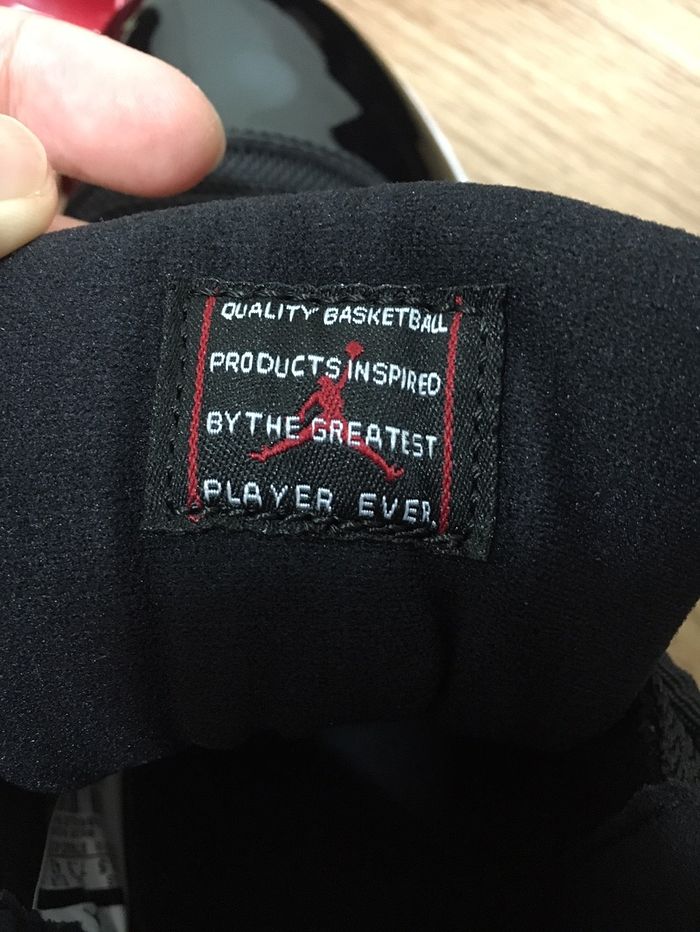 QUALITY BASKETBALL
PRODUCTS INSPIRED
BY THE GREATEST
PLAYER EVER.